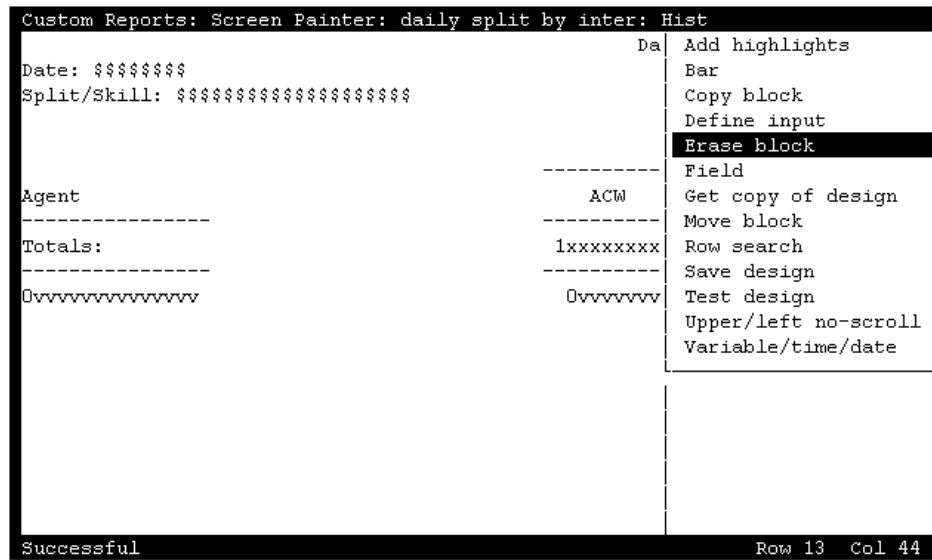 Custom Reports: Screen Painter: daily split by inter: Hist
Da Add highlights
Date: $$$$$$$$ Bar
Split/Skill: $$$$$$$$$$$$$$$$$$$$ Copy block
Define input
Erase block
---------- Field
Agent ACW Get copy of design
---------------- ---------- Move block
Totals: 1xxxxxxxx Row search
---------------- ---------- Save design
0vvvvvvvvvvvvvv 0vvvvvvv Test design
Upper/left no-scroll
Variable/time/date
Successful Row 13 Col 44